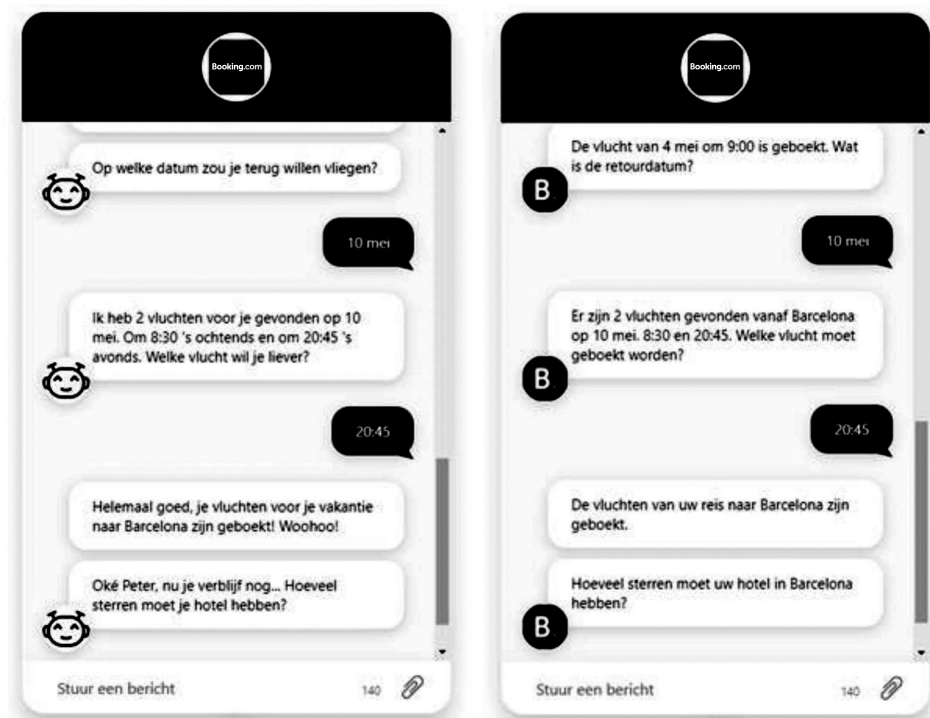 Booking.com
Op welke datum zou je terug willen vliegen?
10 mei
Ik heb 2 vluchten voor je gevonden op 10
mei. Om 8:30 's ochtends en om 20:45 's
avonds. Welke vlucht wil je liever?
20:45
Helemaal goed, je vluchten voor je vakantie
naar Barcelona zijn geboekt! Woohoo!
Oké Peter, nu je verblijf nog... Hoeveel
sterren moet je hotel hebben?
Stuur een bericht
140
Booking.com
De vlucht van 4 mei om 9:00 is geboekt. Wat
is de retourdatum?
B
10 mei
Er zijn 2 vluchten gevonden vanaf Barcelona
op 10 mei. 8:30 en 20:45. Welke vlucht moet
geboekt worden?
B
20:45
De vluchten van uw reis naar Barcelona zijn
geboekt.
Hoeveel sterren moet uw hotel in Barcelona
hebben?
B
Stuur een bericht
140